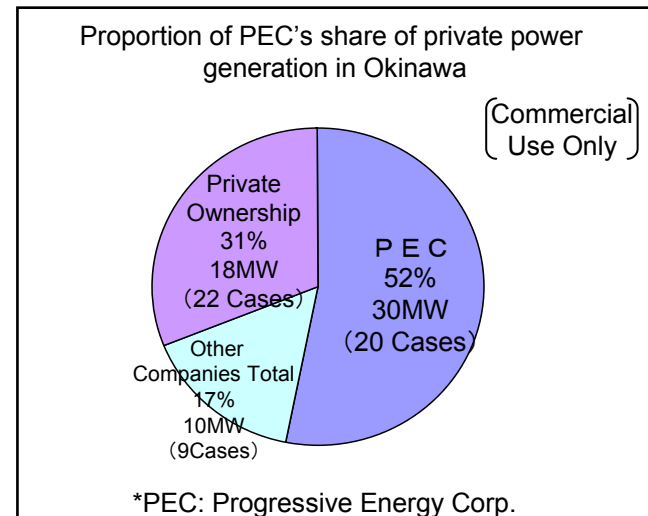 Proportion of PEC's share of private power
generation in Okinawa
Commercial
Use Only
Private
Ownership
31%
18MW
（22 Cases）
ＰＥＣ
52%
30MW
（20 Cases）
Other
Companies Total
17%
10MW
（9Cases）
*PEC: Progressive Energy Corp.